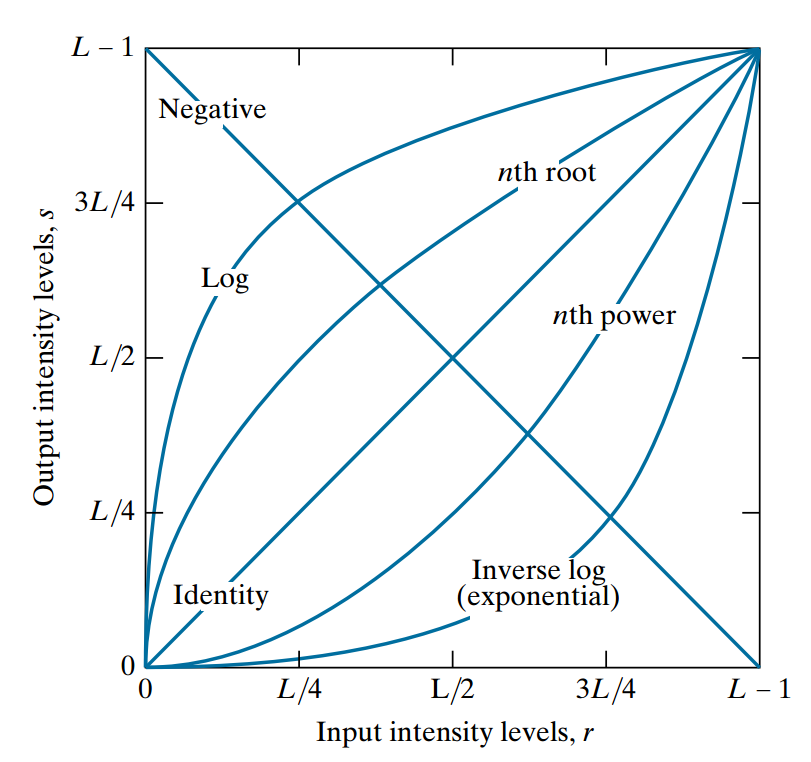 L – 1
Negative
nth root
3L/4
Log
nth power
L/2
Output intensity levels, s
L/4
Inverse log
(exponential)
Identity
0
0
L/4
L/2
3L/4
L – 1
Input intensity levels, r